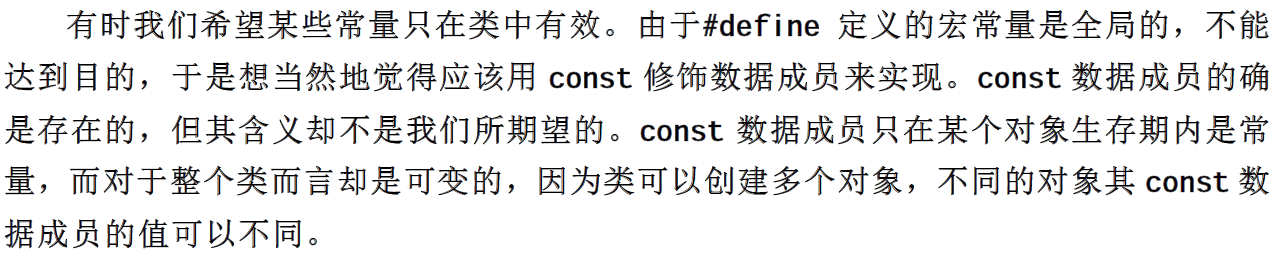 有时我们希望某些常量只在类中有效。由于#define 定义的宏常量是全局的，不能
达到目的，于是想当然地觉得应该用 const 修饰数据成员来实现。const 数据成员的确
是存在的，但其含义却不是我们所期望的。const 数据成员只在某个对象生存期内是常
量，而对于整个类而言却是可变的，因为类可以创建多个对象，不同的对象其 const 数
据成员的值可以不同。